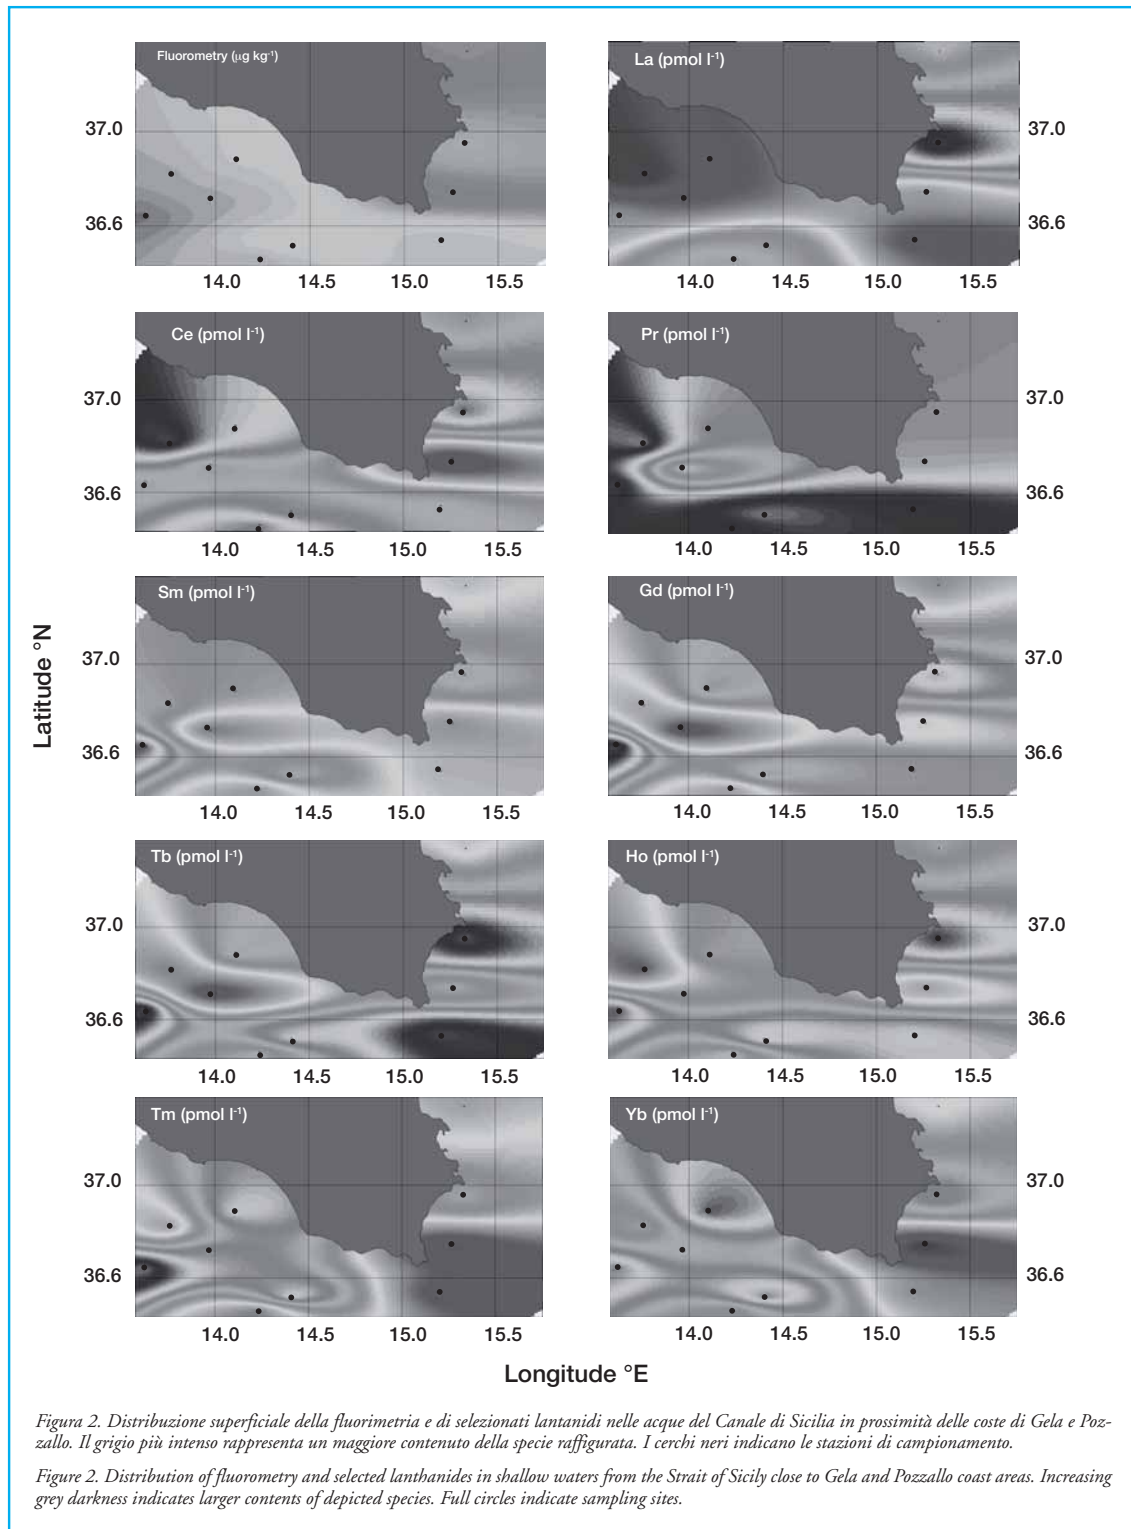 Fluorometry (µg kg-1)
La (pmol l-1)
37.0
37.0
36.6
36.6
14.0 14.5 15.0 15.5
14.0 14.5 15.0 15.5
Ce (pmol l-1)
Pr (pmol l-1)
37.0
37.0
36.6
36.6
14.0 14.5 15.0 15.5
14.0 14.5 15.0 15.5
Sm (pmol l-1)
Gd (pmol l-1)
Latitude °N
37.0
37.0
36.6
36.6
14.0 14.5 15.0 15.5
14.0 14.5 15.0 15.5
Tb (pmol l-1)
Ho (pmol l-1)
37.0
37.0
36.6
36.6
14.0 14.5 15.0 15.5
14.0 14.5 15.0 15.5
Tm (pmol l-1)
Yb (pmol l-1)
37.0
37.0
36.6
36.6
14.0 14.5 15.0 15.5
14.0 14.5 15.0 15.5
Longitude °E
Figura 2. Distribuzione superficiale della fluorimetria e di selezionati lantanidi nelle acque del Canale di Sicilia in prossimità delle coste di Gela e Poz-
zallo. Il grigio più intenso rappresenta un maggiore contenuto della specie raffigurata. I cerchi neri indicano le stazioni di campionamento.
Figure 2. Distribution of fluorometry and selected lanthanides in shallow waters from the Strait of Sicily close to Gela and Pozzallo coast areas. Increasing
grey darkness indicates larger contents of depicted species. Full circles indicate sampling sites.